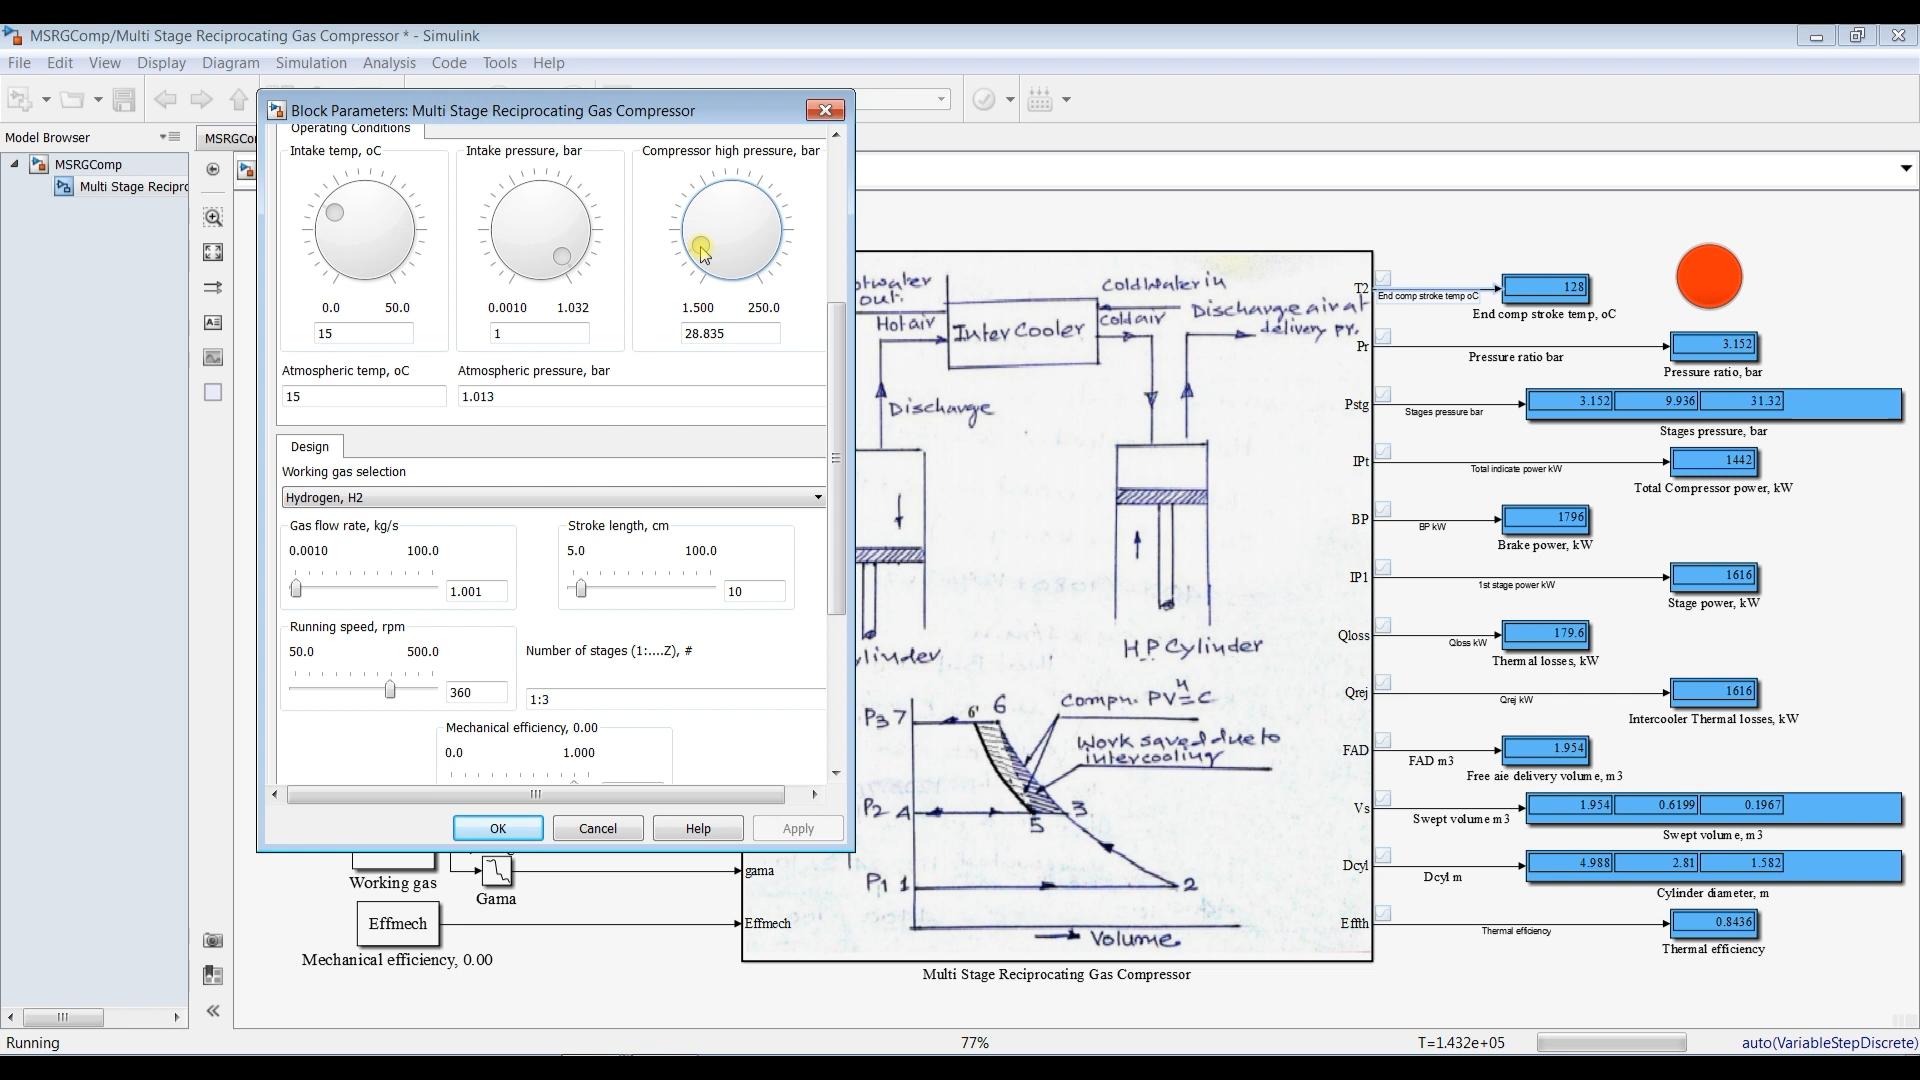 MSRGComp/Multi Stage Reciprocating Gas Compressor * - Simulink
File Edit View Display Diagram Simulation Analysis Code Tools Help
Model Browser
MSRGComp
Multi Stage Recipro
MSRGCo
Block Parameters: Multi Stage Reciprocating Gas Compressor
Operating Conditions
Intake temp, oC
Intake pressure, bar
Compressor high pressure, bar
0.0 50.0
0.0010 1.032
1.500 250.0
15
1
28.835
Atmospheric temp, oC
Atmospheric pressure, bar
15
1.013
Design
Working gas selection
Hydrogen, H2
Gas flow rate, kg/s
Stroke length, cm
0.0010 100.0
5.0 100.0
1.001
10
Running speed, rpm
50.0 500.0
Number of stages (1:....Z), #
360
1:3
Mechanical efficiency, 0.00
0.0 1.000
OK
Cancel
Help
Apply
Working gas
Gama
Effmech
Mechanical efficiency, 0.00
gama
Effmech
otwater
out.
Hotair
InterCooler
Coldwater in
Coldair
Discharge air at
delivery pr.
Discharge
ylinder
H.P Cylinder
P3 7
6' 6
Compn. PV=C
Work saved due to
intercooling
P2 4
5
3
P1 1
2
Volume
Multi Stage Reciprocating Gas Compressor
T2
End comp stroke temp oC
128
End comp stroke temp, oC
Pr
Pressure ratio bar
3.152
Pressure ratio, bar
Pstg
Stages pressure bar
3.152 9.936 31.32
Stages pressure, bar
IPt
Total indicate power kW
1442
Total Compressor power, kW
BP
BP kW
1796
Brake power, kW
IP1
1st stage power kW
1616
Stage power, kW
Qloss
Qloss kW
179.6
Thermal losses, kW
Qrej
Qrej kW
1616
Intercooler Thermal losses, kW
FAD
FAD m3
1.954
Free aie delivery volume, m3
Vs
Swept volume m3
1.954 0.6199 0.1967
Swept volume, m3
Dcyl
Dcyl m
4.988 2.81 1.582
Cylinder diameter, m
Effth
Thermal efficiency
0.8436
Thermal efficiency
Running
77%
T=1.432e+05
auto(VariableStepDiscrete)